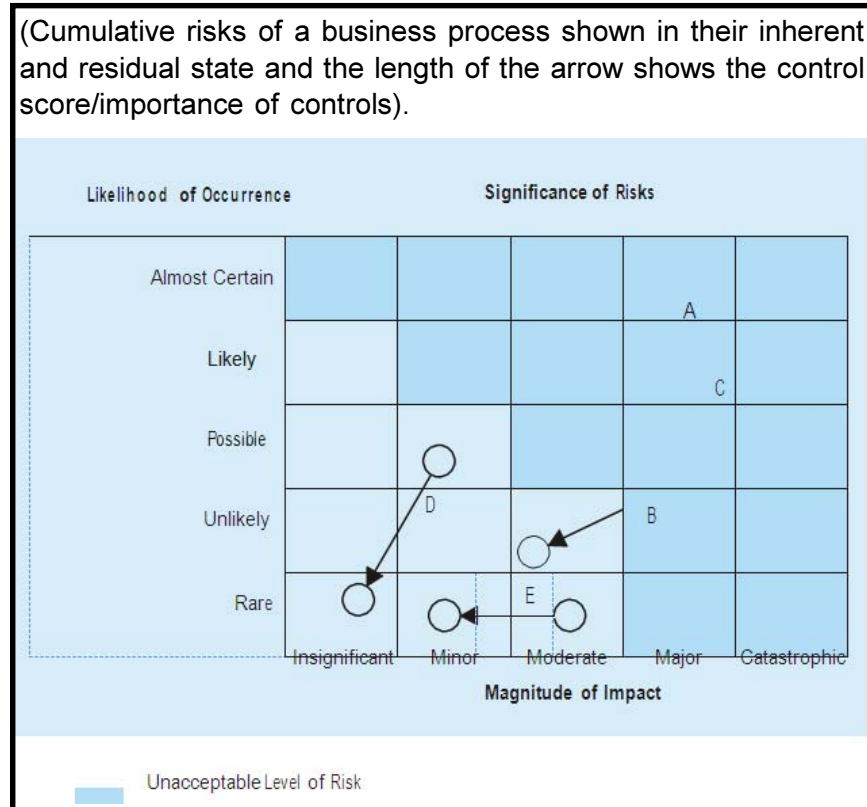 (Cumulative risks of a business process shown in their inherent
and residual state and the length of the arrow shows the control
score/importance of controls).
Likelihood of Occurrence
Significance of Risks
Almost Certain
A
Likely
C
Possible
D
Unlikely
B
Rare
E
Insignificant Minor Moderate Major Catastrophic
Magnitude of Impact
Unacceptable Level of Risk